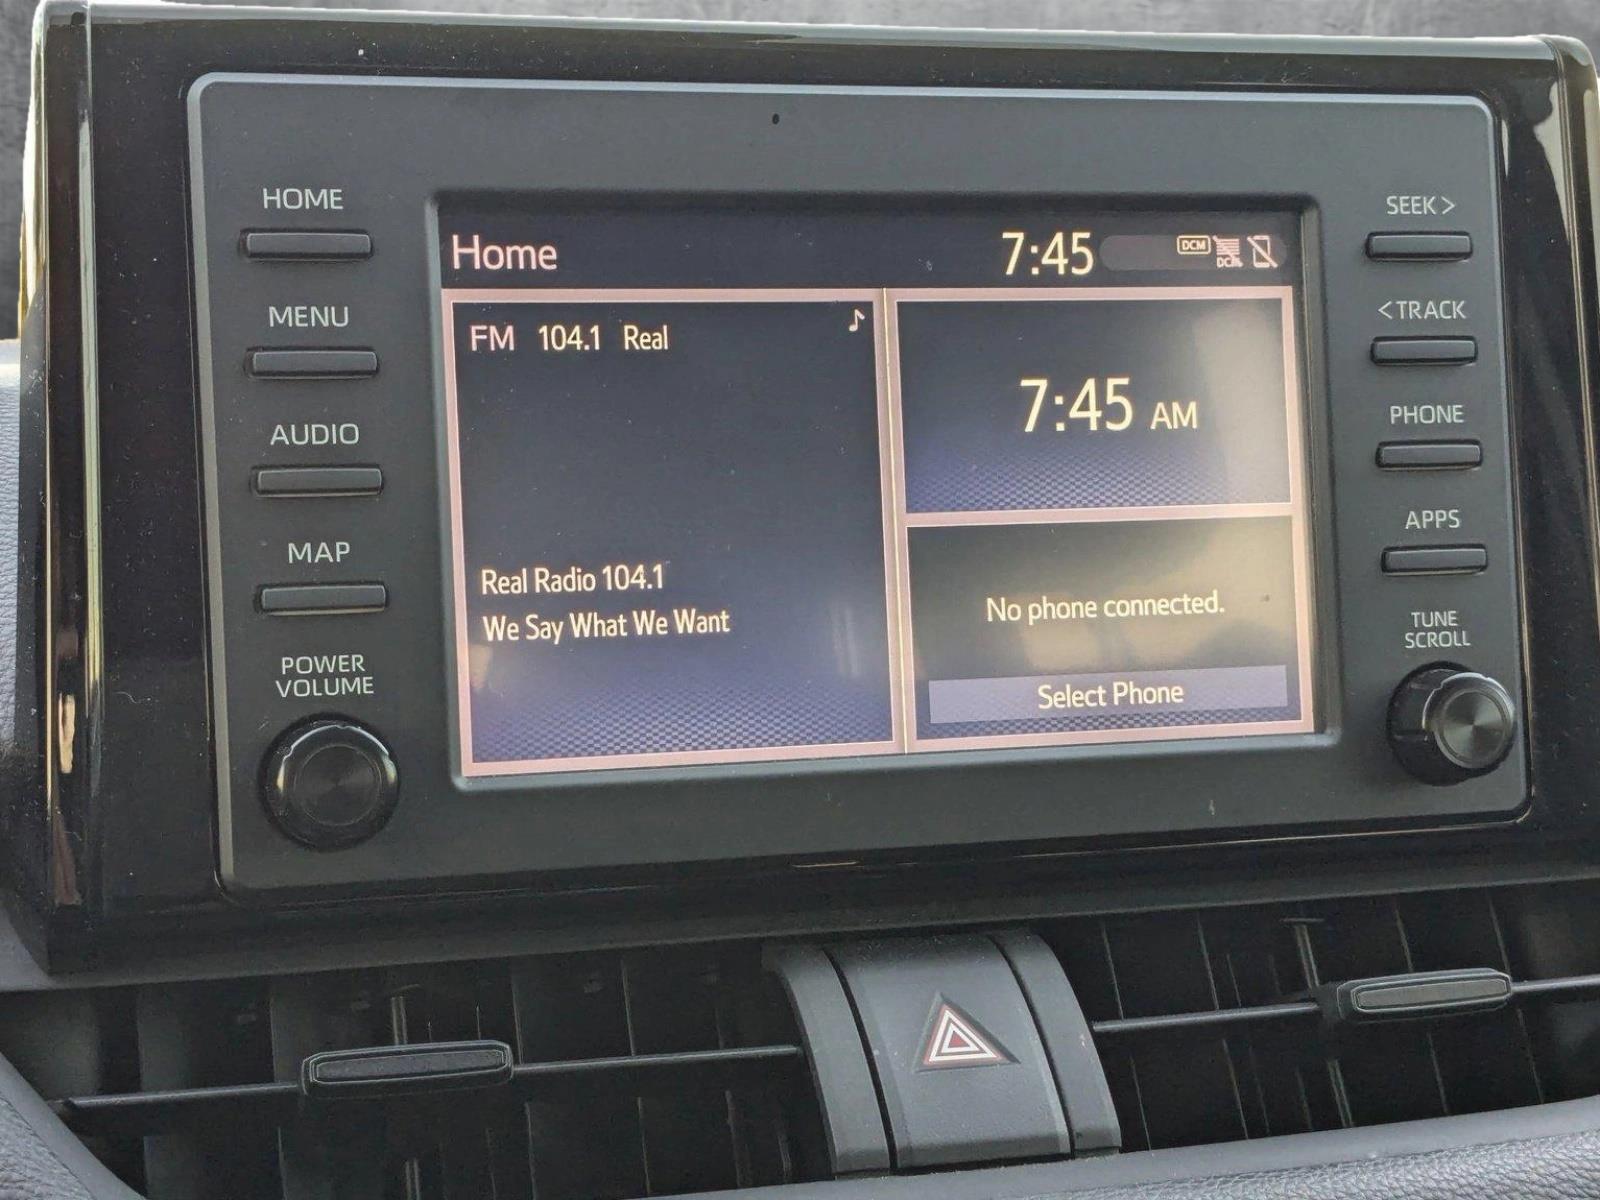 HOME
MENU
AUDIO
MAP
POWER
VOLUME
Home
7:45
DCM
DCM
FM 104.1 Real
Real Radio 104.1
We Say What We Want
7:45 AM
No phone connected.
Select Phone
SEEK >
< TRACK
PHONE
APPS
TUNE
SCROLL